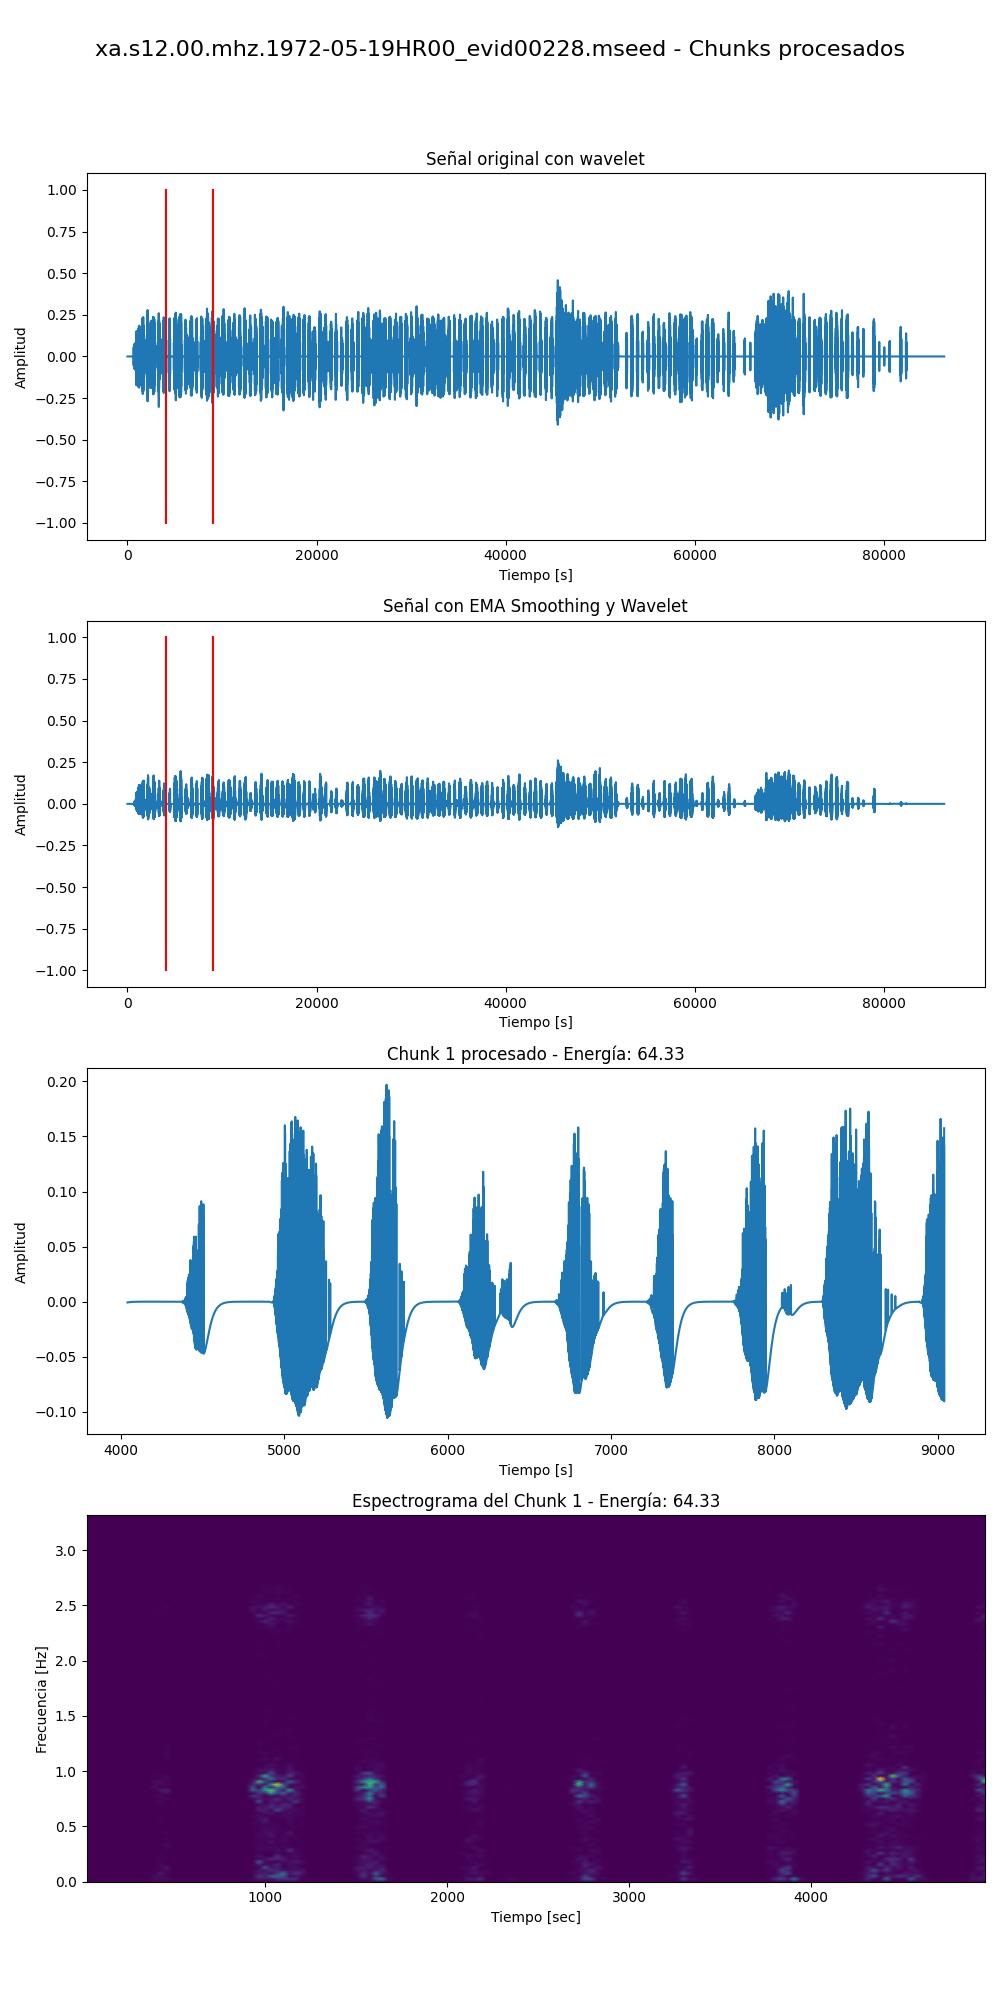 xa.s12.00.mhz.1972-05-19HR00_evid00228.mseed - Chunks procesados
Señal original con wavelet
Amplitud
1.00
0.75
0.50
0.25
0.00
−0.25
−0.50
−0.75
−1.00
0 20000 40000 60000 80000
Tiempo [s]
Señal con EMA Smoothing y Wavelet
Amplitud
1.00
0.75
0.50
0.25
0.00
−0.25
−0.50
−0.75
−1.00
0 20000 40000 60000 80000
Tiempo [s]
Chunk 1 procesado - Energía: 64.33
Amplitud
0.20
0.15
0.10
0.05
0.00
−0.05
−0.10
4000 5000 6000 7000 8000 9000
Tiempo [s]
Espectrograma del Chunk 1 - Energía: 64.33
Frecuencia [Hz]
3.0
2.5
2.0
1.5
1.0
0.5
0.0
1000 2000 3000 4000
Tiempo [sec]